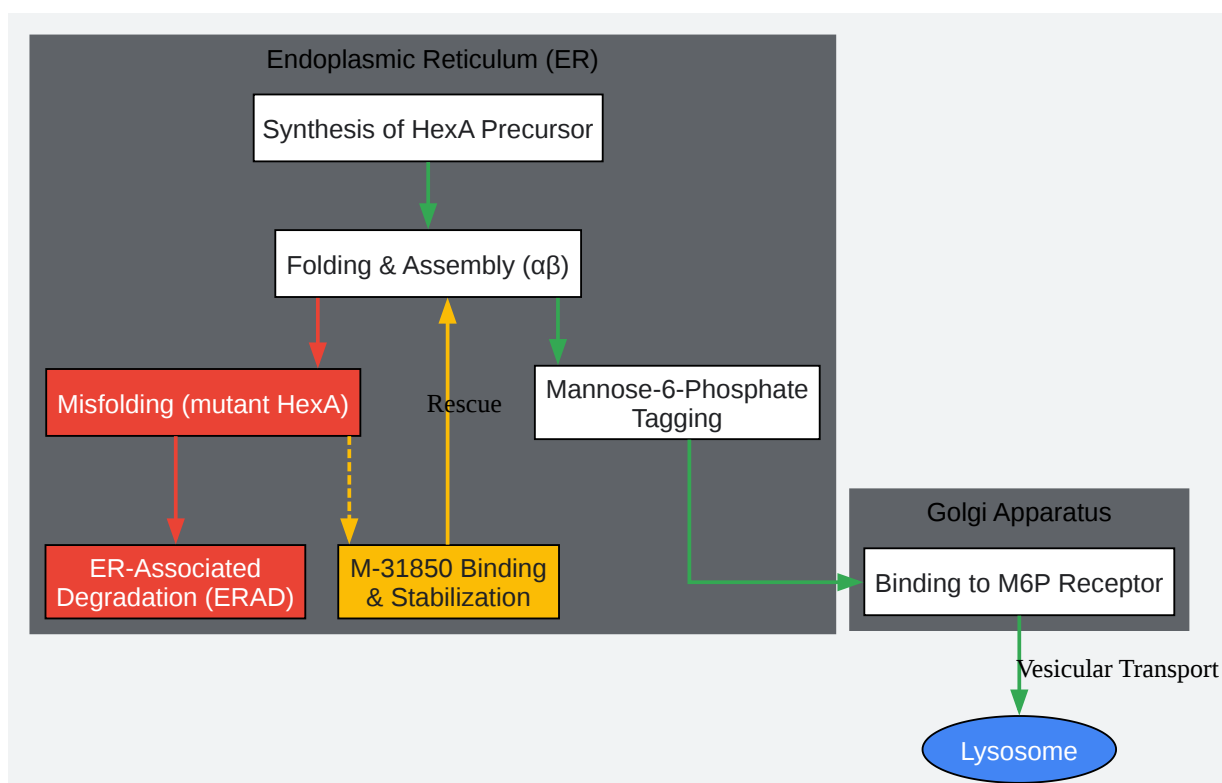 Endoplasmic Reticulum (ER)
Synthesis of HexA Precursor
Folding & Assembly (αβ)
Misfolding (mutant HexA)
Rescue
Mannose-6-Phosphate
Tagging
ER-Associated
Degradation (ERAD)
M-31850 Binding
& Stabilization
Golgi Apparatus
Binding to M6P Receptor
Vesicular Transport
Lysosome